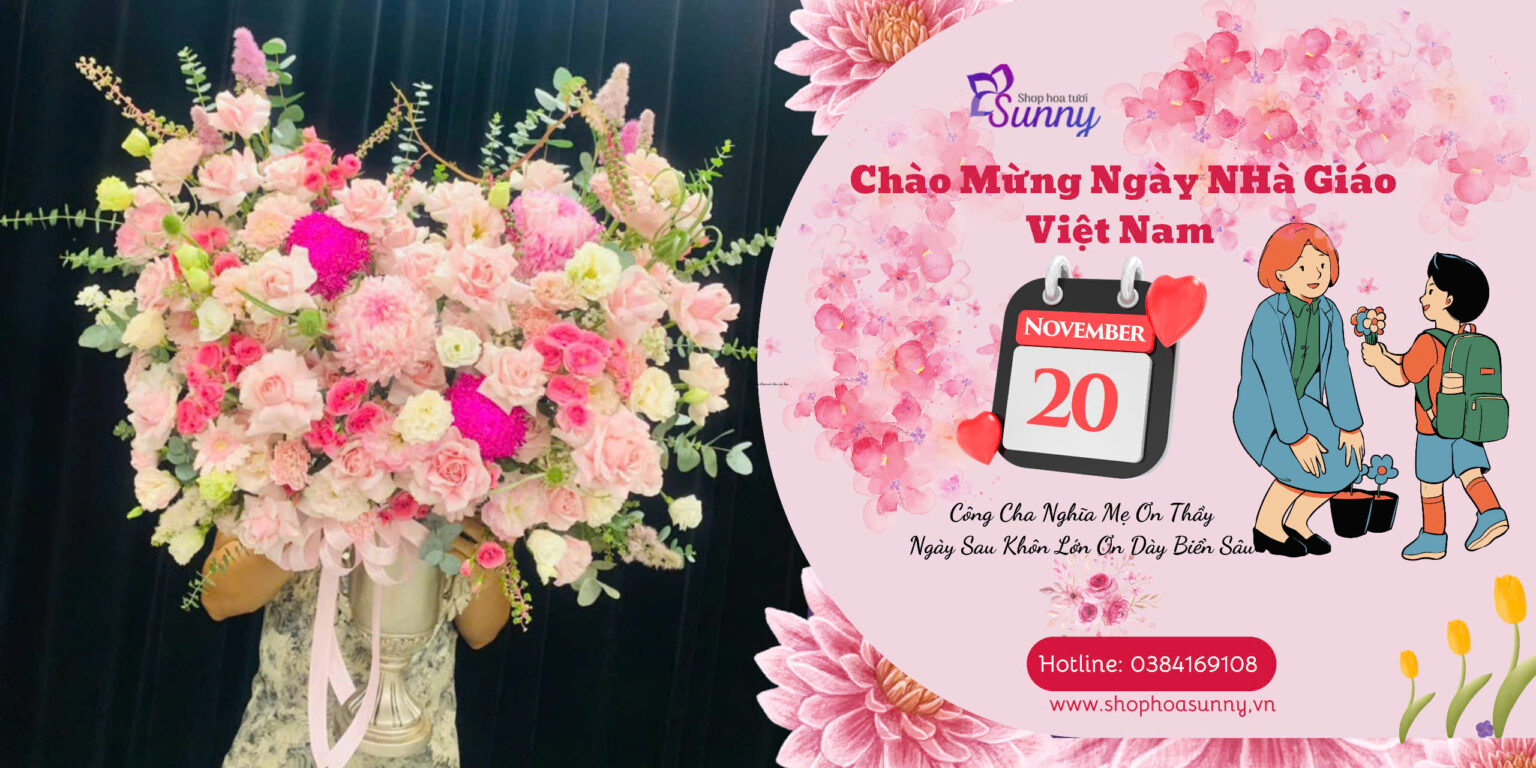 Shop hoa tươi
Sunny
Chào Mừng Ngày NHà Giáo
Việt Nam
NOVEMBER
20
Công Cha Nghĩa Mẹ Ơn Thầy
Ngày Sau Khôn Lớn Ơn Dày Biển Sâu
Hotline: 0384169108
www.shophoasunny,vn